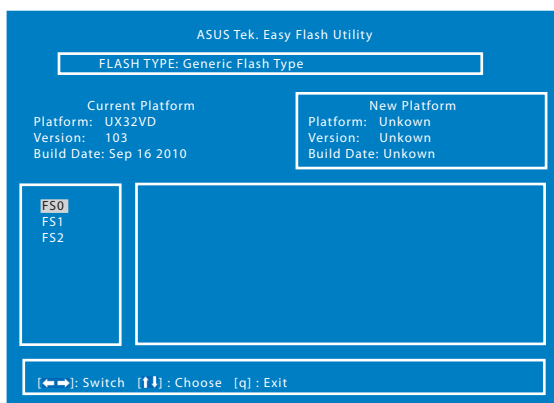 ASUS Tek. Easy Flash Utility
FLASH TYPE: Generic Flash Type
Current Platform
Platform: UX32VD
Version: 103
Build Date: Sep 16 2010
New Platform
Platform: Unkown
Version: Unkown
Build Date: Unkown
FS0
FS1
FS2
[←→]: Switch [↑↓] : Choose [q] : Exit